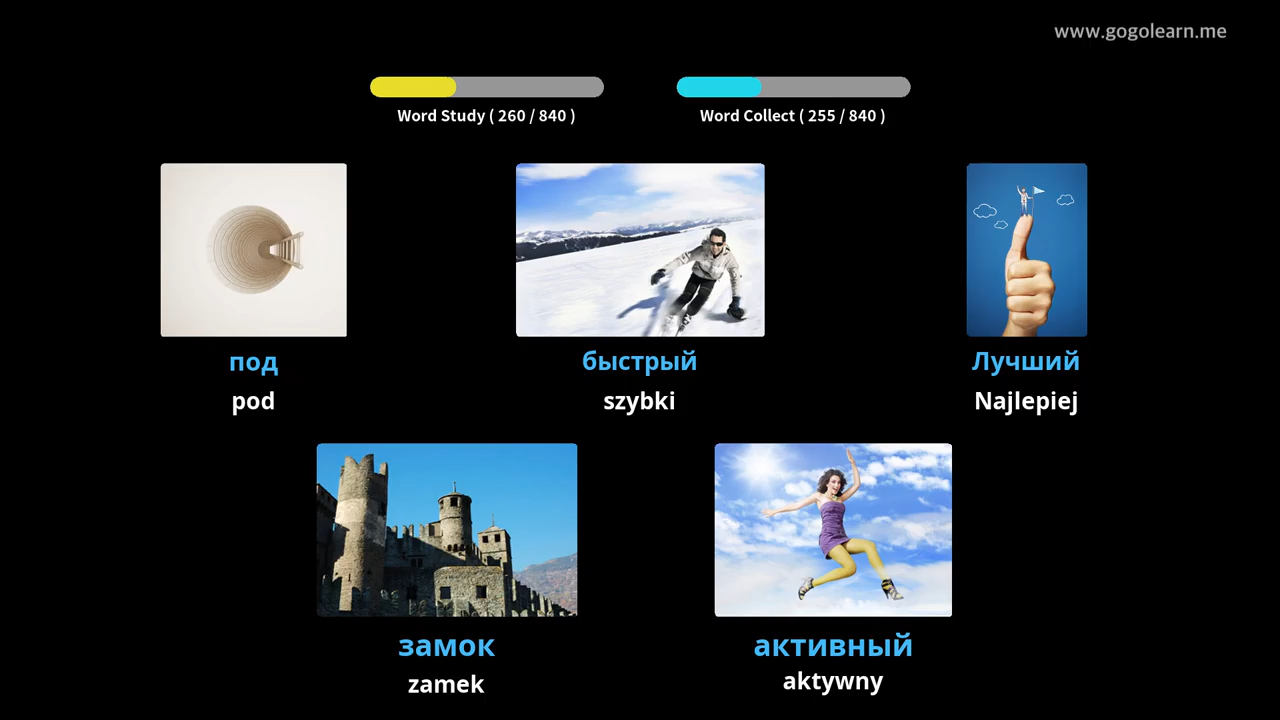 www.gogolearn.me
Word Study ( 260 / 840 )
Word Collect ( 255 / 840 )
под
быстрый
Лучший
pod
szybki
Najlepiej
замок
активный
zamek
aktywny